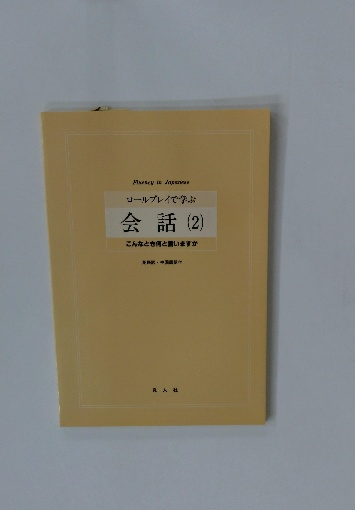 Fluency in Japanese
ロールプレイで学ぶ
会話(2)
こんなとき何と言いますか
凡人社